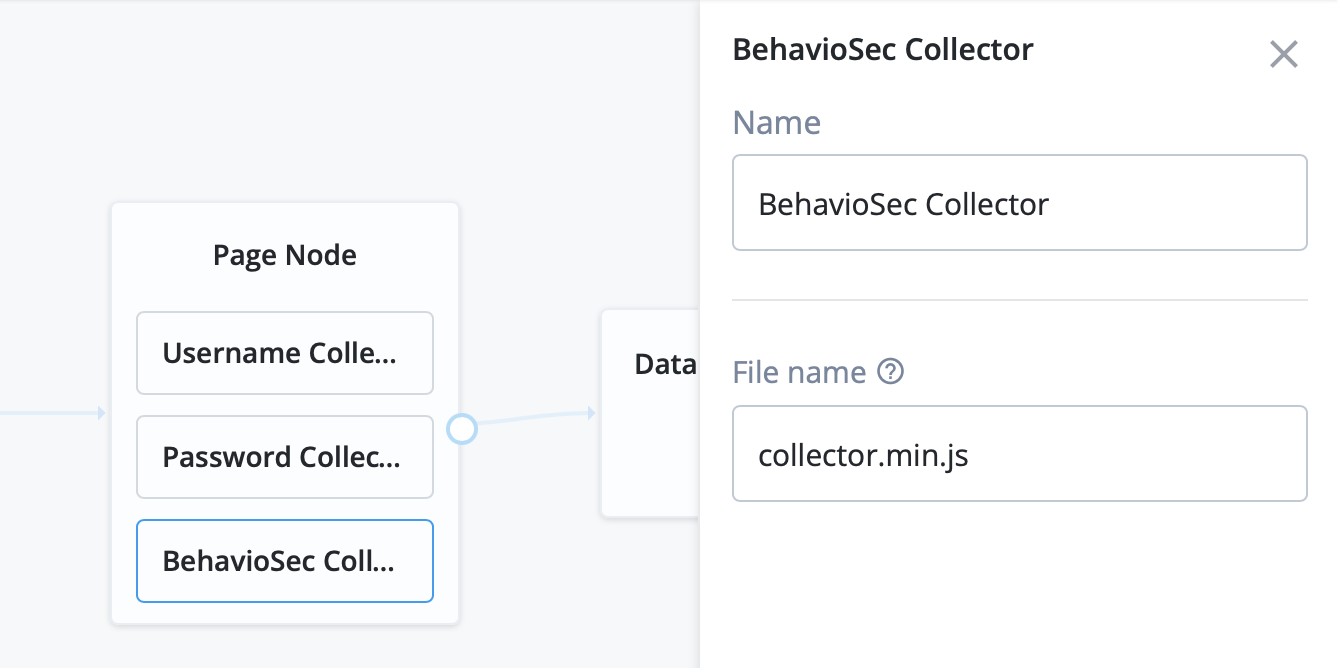 Page Node
Username Colle...
Password Collec...
BehavioSec Coll...
Data
BehavioSec Collector
Name
BehavioSec Collector
File name
collector.min.js